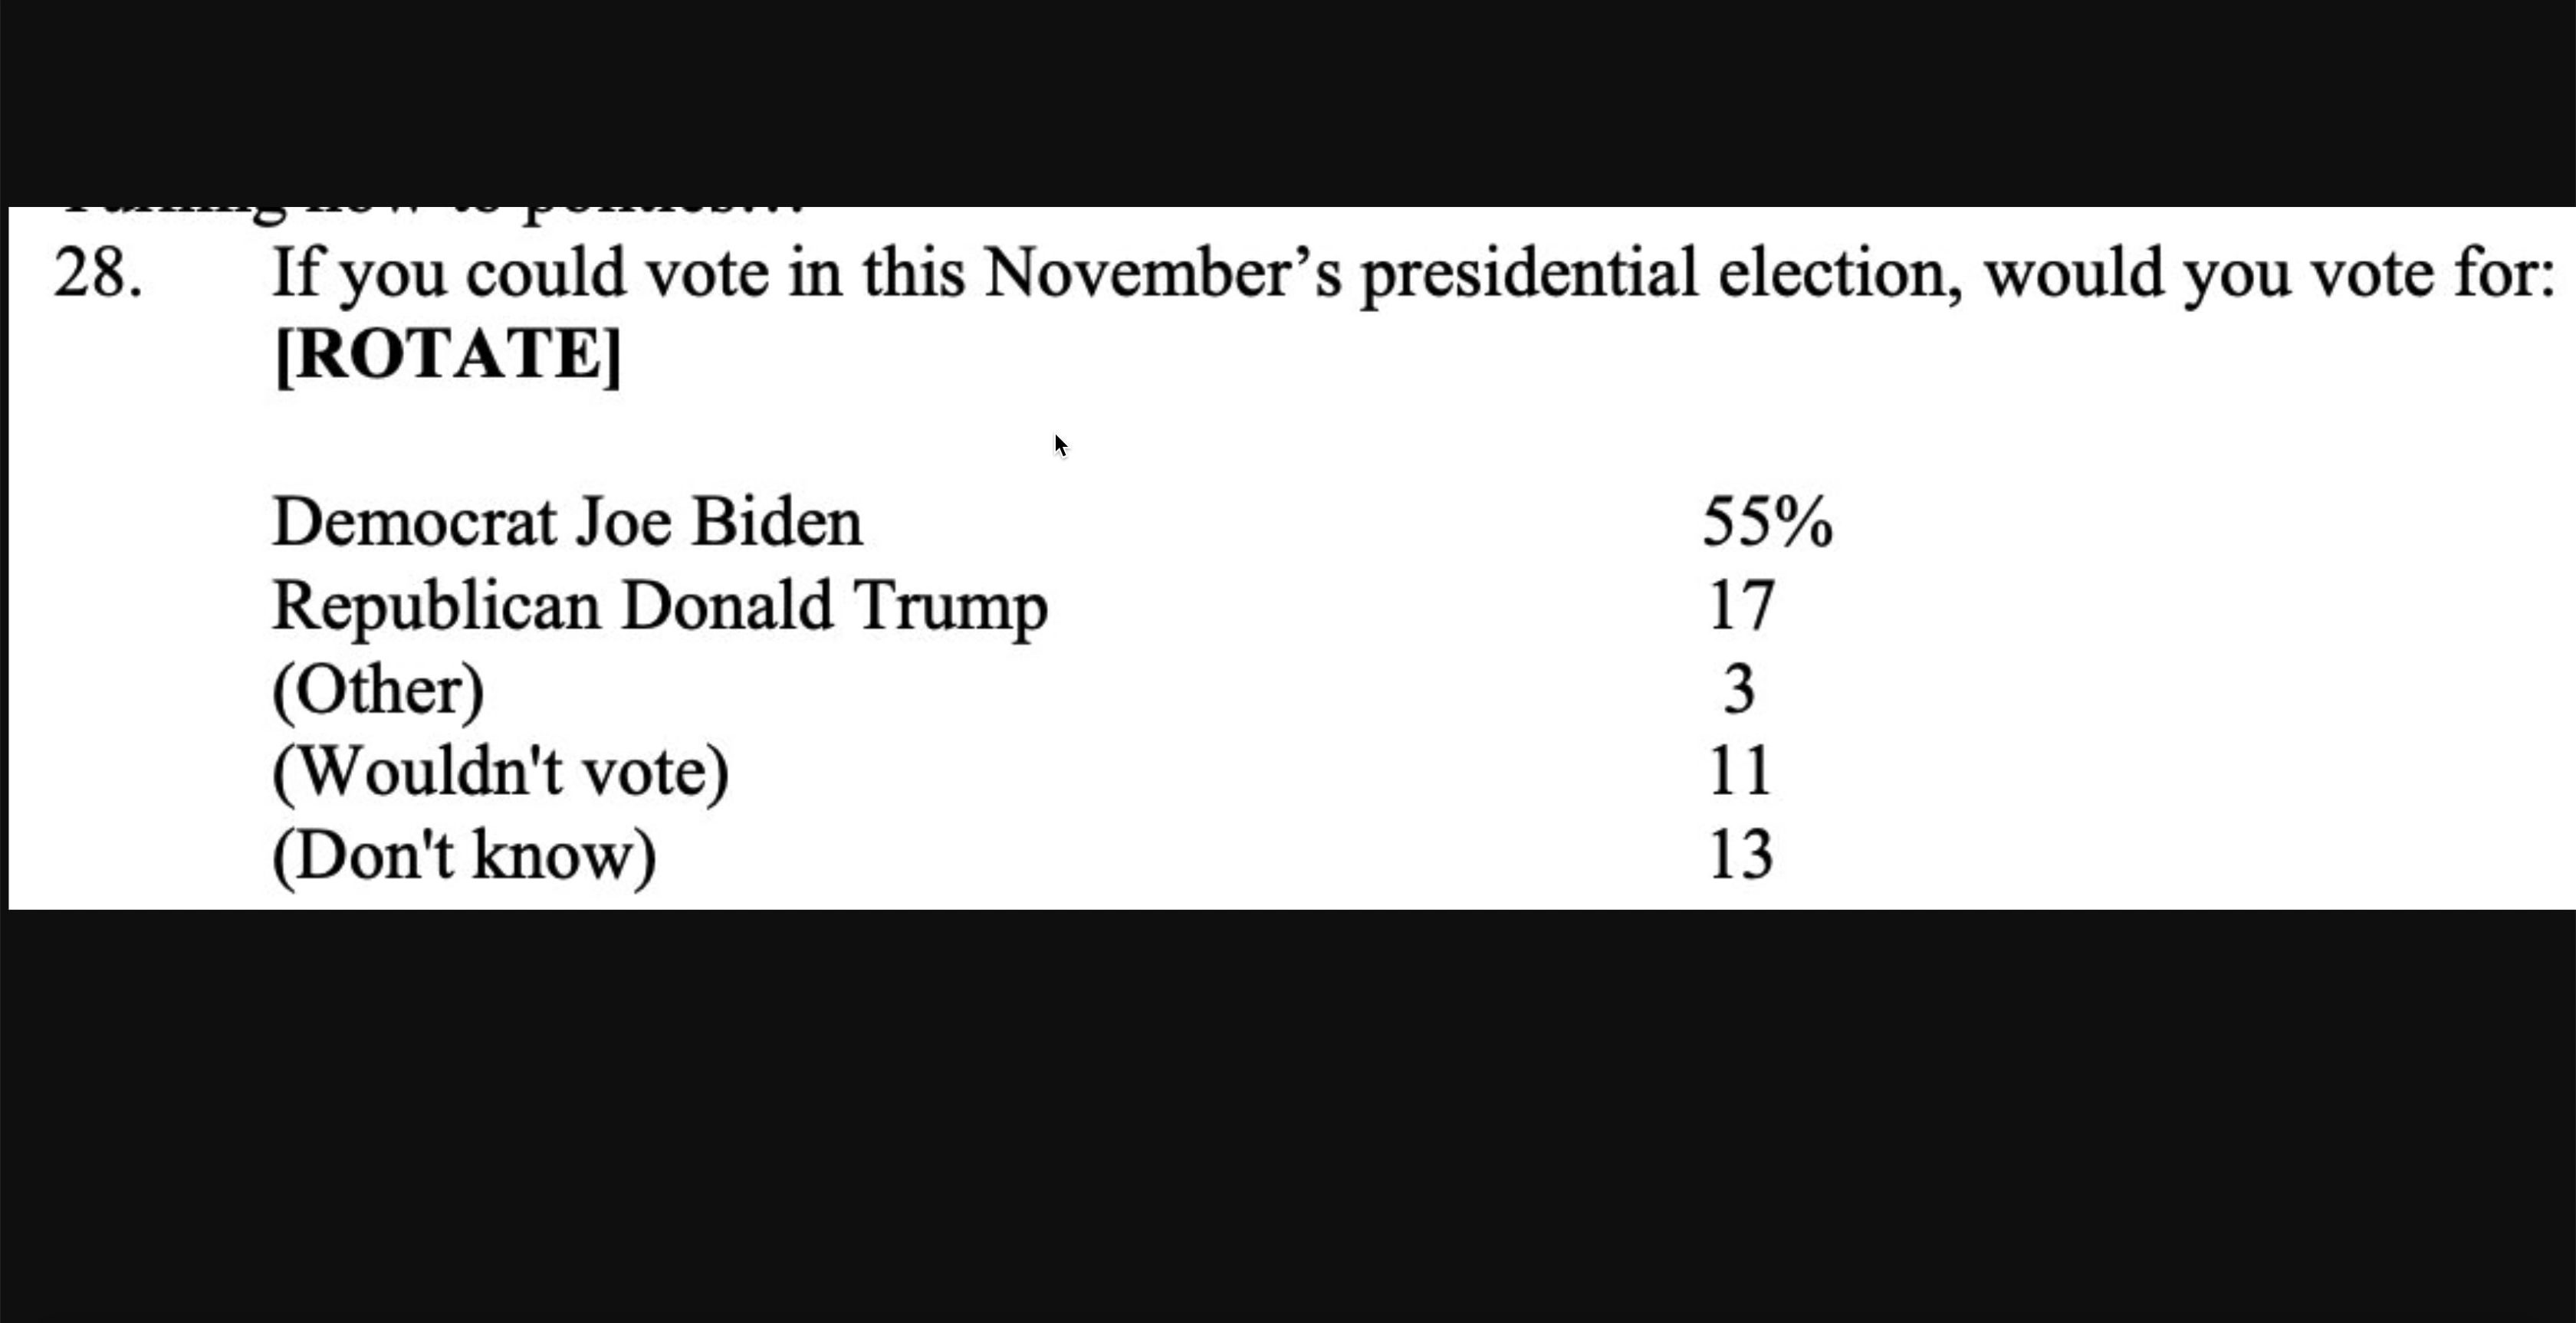 28. If you could vote in this November’s presidential election, would you vote for:
[ROTATE]
Democrat Joe Biden 55%
Republican Donald Trump 17
(Other) 3
(Wouldn't vote) 11
(Don't know) 13